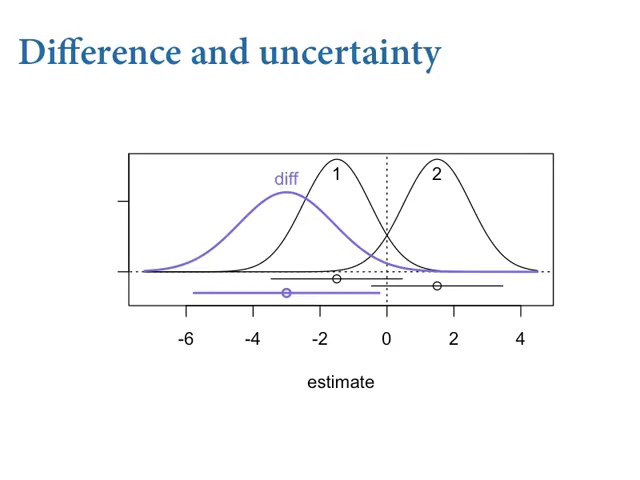 Difference and uncertainty
diff
1
2
-6 -4 -2 0 2 4
estimate